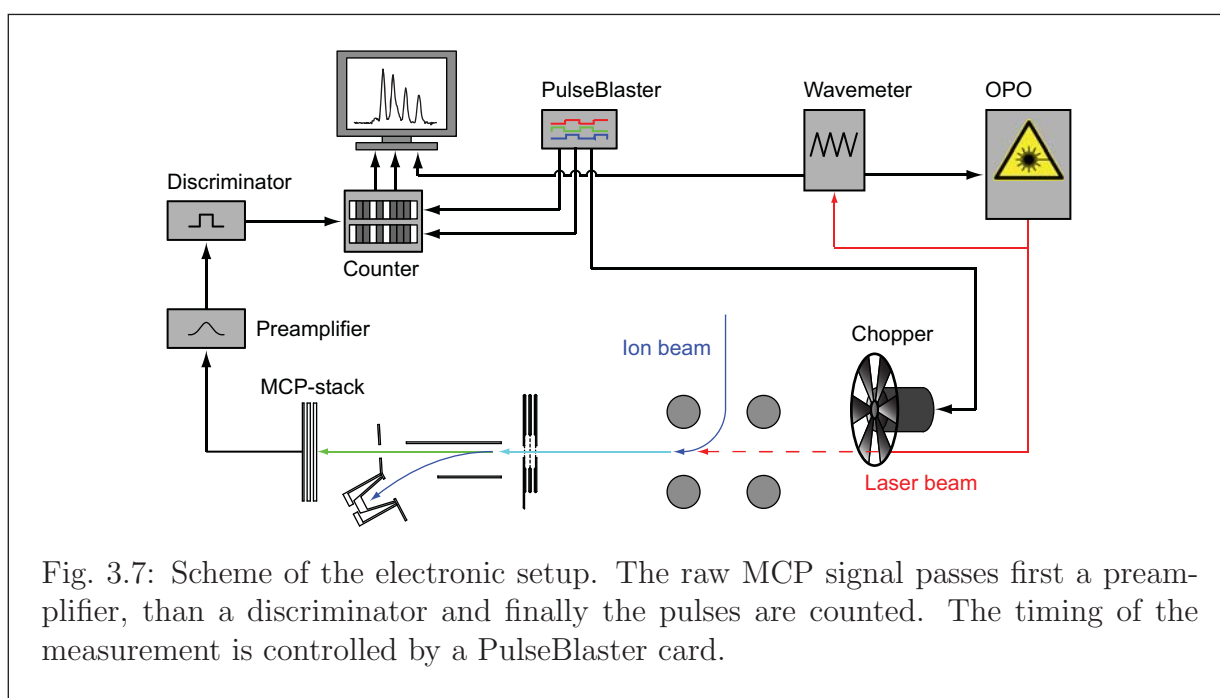 PulseBlaster
Wavemeter
OPO
Discriminator
Counter
Preamplifier
Ion beam
Chopper
MCP-stack
Laser beam
Fig. 3.7: Scheme of the electronic setup. The raw MCP signal passes first a pream-
plifier, than a discriminator and finally the pulses are counted. The timing of the
measurement is controlled by a PulseBlaster card.